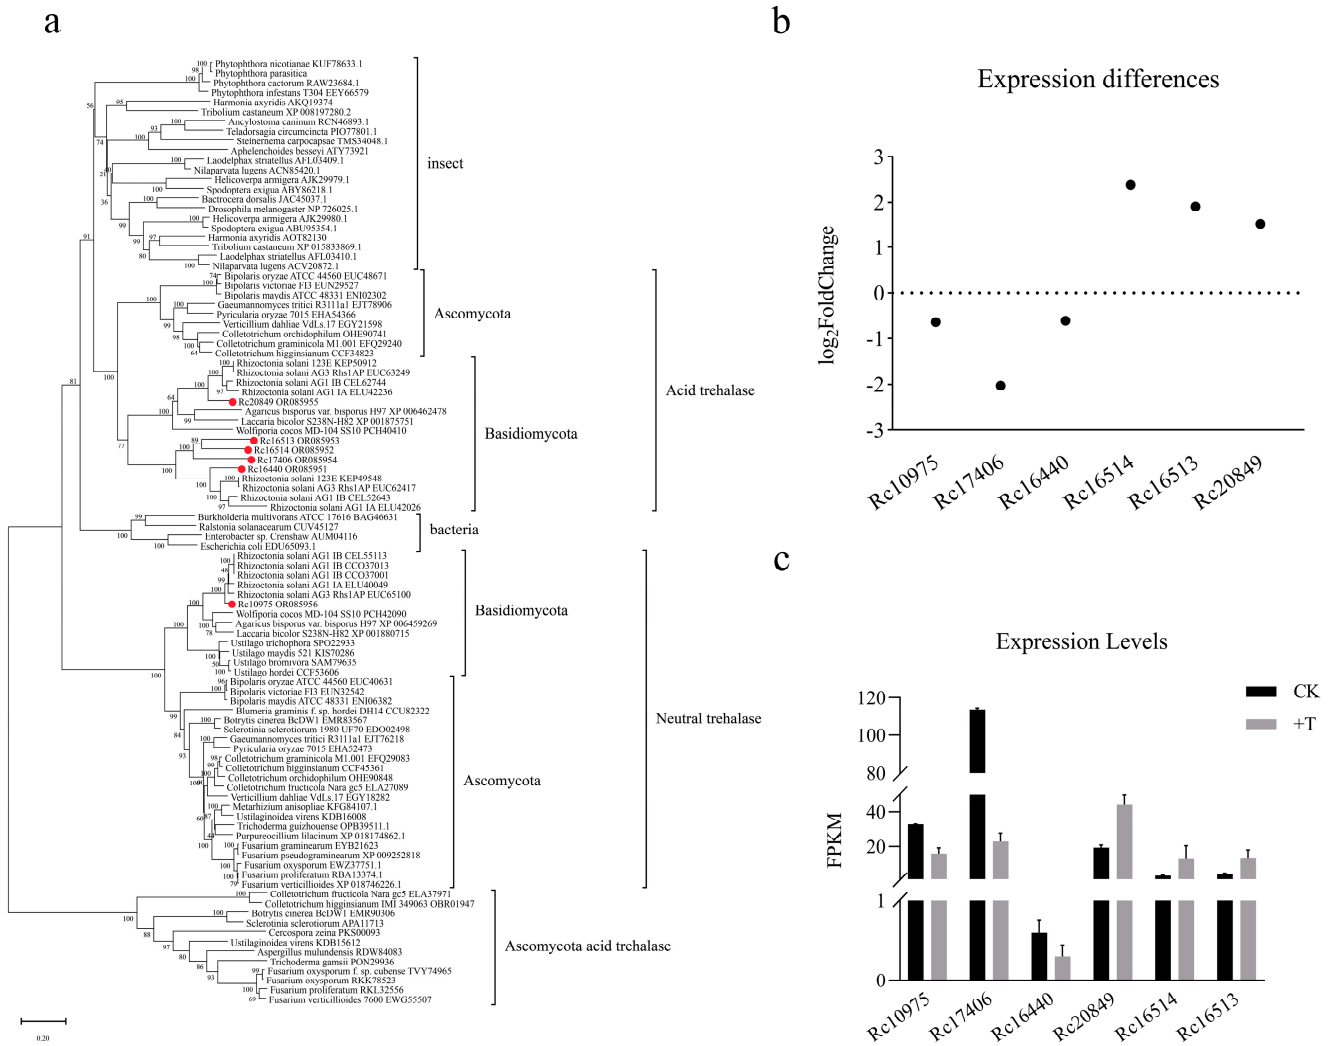 a
Phytophthora nicotianae KUF78633.1
Phytophthora parasitica
Phytophthora cactorum RAW23684.1
Phytophthora infestans T304 EEY66579
Harmonia axyridis AKQ19374
Tribolium castaneum XP 008197280.2
Ancylostoma caninum RCN46893.1
Teladorsagia circumcincta PIO77801.1
Steinernema carpocapsae TMS34048.1
Aphelenchoides besseyi ATY73921
Laodelphax striatellus AFL03409.1
Nilaparvata lugens ACN85420.1
Helicoverpa armigera AJK29979.1
Spodoptera exigua ABY86218.1
Bactrocera dorsalis JAC45037.1
Drosophila melanogaster NP 726025.1
Helicoverpa armigera AJK29980.1
Spodoptera exigua ABU95354.1
Harmonia axyridis AOT82130
Tribolium castaneum XP 015833869.1
Laodelphax striatellus AFL03410.1
Nilaparvata lugens ACV20872.1
insect
Bipolaris oryzae ATCC 44560 EUC48671
Bipolaris victoriae FI3 EUN29527
Bipolaris maydis ATCC 48331 ENI02302
Gaeumannomyces tritici R3111a1 EJT78906
Pyricularia oryzae 7015 EHA54366
Verticillium dahliae VdLs.17 EGY21598
Colletotrichum orchidophilum OHE90741
Colletotrichum graminicola M1.001 EFQ29240
Colletotrichum higginsianum CCF34823
Ascomycota
Rhizoctonia solani 123E KEP50912
Rhizoctonia solani AG3 Rhs1AP EUC63249
Rhizoctonia solani AG1 IB CEL62744
Rhizoctonia solani AG1 IA ELU42236
Rc20849 OR085955
Agaricus bisporus var. bisporus H97 XP 006462478
Laccaria bicolor S238N-H82 XP 001875751
Wolfiporia cocos MD-104 SS10 PCH40410
Rc16513 OR085953
Rc16514 OR085952
Rc17406 OR085954
Rc16440 OR085951
Rhizoctonia solani 123E KEP49548
Rhizoctonia solani AG3 Rhs1AP EUC62417
Rhizoctonia solani AG1 IB CEL52643
Rhizoctonia solani AG1 IA ELU42026
Basidiomycota
Acid trehalase
Burkholderia multivorans ATCC 17616 BAG46631
Ralstonia solanacearum CUV45127
Enterobacter sp. Crenshaw AUM04116
Escherichia coli EDU65093.1
bacteria
Rhizoctonia solani AG1 IB CEL55113
Rhizoctonia solani AG1 IB CCO37013
Rhizoctonia solani AG1 IB CCO37001
Rhizoctonia solani AG1 IA ELU40049
Rhizoctonia solani AG3 Rhs1AP EUC65100
Rc10975 OR085956
Wolfiporia cocos MD-104 SS10 PCH42090
Agaricus bisporus var. bisporus H97 XP 006459269
Laccaria bicolor S238N-H82 XP 001880715
Ustilago trichophora SPO22933
Ustilago maydis 521 KIS70286
Ustilago bromivora SAM79635
Ustilago hordei CCF53606
Basidiomycota
Bipolaris oryzae ATCC 44560 EUC40631
Bipolaris victoriae FI3 EUN32542
Bipolaris maydis ATCC 48331 ENI06382
Blumeria graminis f. sp. hordei DH14 CCU82322
Botrytis cinerea BcDW1 EMR83567
Sclerotinia sclerotiorum 1980 UF70 EDO02498
Gaeumannomyces tritici R3111a1 EJT76218
Pyricularia oryzae 7015 EHA52473
Colletotrichum graminicola M1.001 EFQ29083
Colletotrichum higginsianum CCF45361
Colletotrichum orchidophilum OHE90848
Colletotrichum fructicola Nara gc5 ELA27089
Verticillium dahliae VdLs.17 EGY18282
Metarhizium anisopliae KFG84107.1
Ustilaginoidea virens KDB16008
Trichoderma guizhouense OPB39511.1
Purpureocillium lilacinum XP 018174862.1
Fusarium graminearum EYB21623
Fusarium pseudograminearum XP 009252818
Fusarium oxysporum EWZ37751.1
Fusarium proliferatum RBA13374.1
Fusarium verticillioides XP 018746226.1
Ascomycota
Neutral trehalase
Colletotrichum fructicola Nara gc5 ELA37971
Colletotrichum higginsianum IMI 349063 OBR01947
Botrytis cinerea BcDW1 EMR90306
Sclerotinia sclerotiorum APA11713
Cercospora zeina PKS00093
Ustilaginoidea virens KDB15612
Aspergillus mulundensis RDW84083
Trichoderma gamsii PON29936
Fusarium oxysporum f. sp. cubense TVY74965
Fusarium oxysporum RKK78523
Fusarium proliferatum RKL32556
Fusarium verticillioides 7600 EWG55507
Ascomycota acid trehalase
0.20
b
Expression differences
log2FoldChange
3
2
1
0
-1
-2
-3
Rc10975
Rc17406
Rc16440
Rc16514
Rc16513
Rc20849
c
Expression Levels
CK
+T
FPKM
120
100
80
40
20
1
0
Rc10975
Rc17406
Rc16440
Rc20849
Rc16514
Rc16513